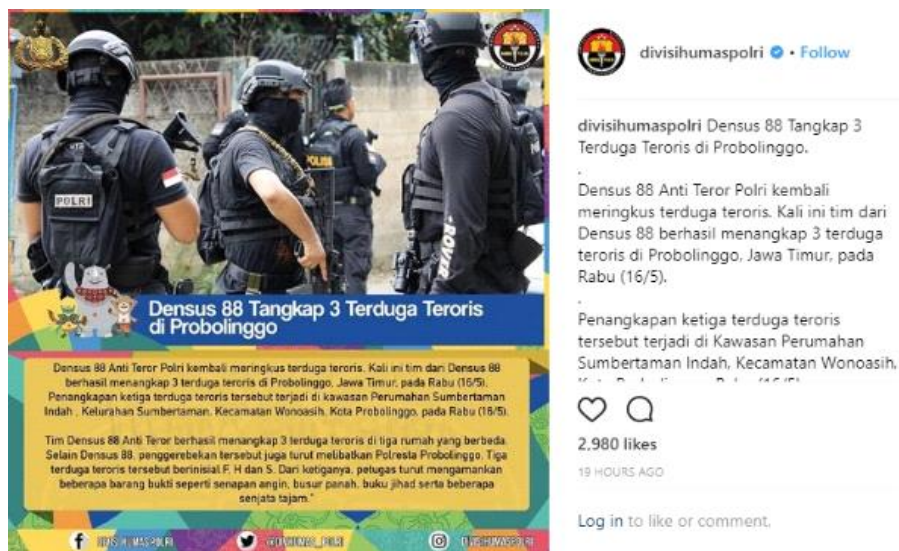 POLRI
POLISI
ROVER
Densus 88 Tangkap 3 Terduga Teroris
di Probolinggo
Densus 88 Anti Teror Polri kembali meringkus terduga teroris. Kali ini tim dari Densus 88
berhasil menangkap 3 terduga teroris di Probolinggo, Jawa Timur, pada Rabu (16/5).
Penangkapan ketiga terduga teroris tersebut terjadi di kawasan Perumahan Sumbertaman
Indah , Kelurahan Sumbertaman, Kecamatan Wonoasih, Kota Probolinggo, pada Rabu (16/5).
Tim Densus 88 Anti Teror berhasil menangkap 3 terduga teroris di tiga rumah yang berbeda.
Selain Densus 88, penggerebekan tersebut juga turut melibatkan Polresta Probolinggo. Tiga
terduga teroris tersebut berinisial F, H dan S. Dari ketiganya, petugas turut mengamankan
beberapa barang bukti seperti senapan angin, busur panah, buku jihad serta beberapa
senjata tajam."
DIVISIHUMASPOLRI
@DIVHUMAS_POLRI
DIVISIHUMASPOLRI
divisihumaspolri • Follow
divisihumaspolri Densus 88 Tangkap 3
Terduga Teroris di Probolinggo.
.
Densus 88 Anti Teror Polri kembali
meringkus terduga teroris. Kali ini tim dari
Densus 88 berhasil menangkap 3 terduga
teroris di Probolinggo, Jawa Timur, pada
Rabu (16/5).
.
Penangkapan ketiga terduga teroris
tersebut terjadi di Kawasan Perumahan
Sumbertaman Indah, Kecamatan Wonoasih,
2,980 likes
19 HOURS AGO
Log in to like or comment.